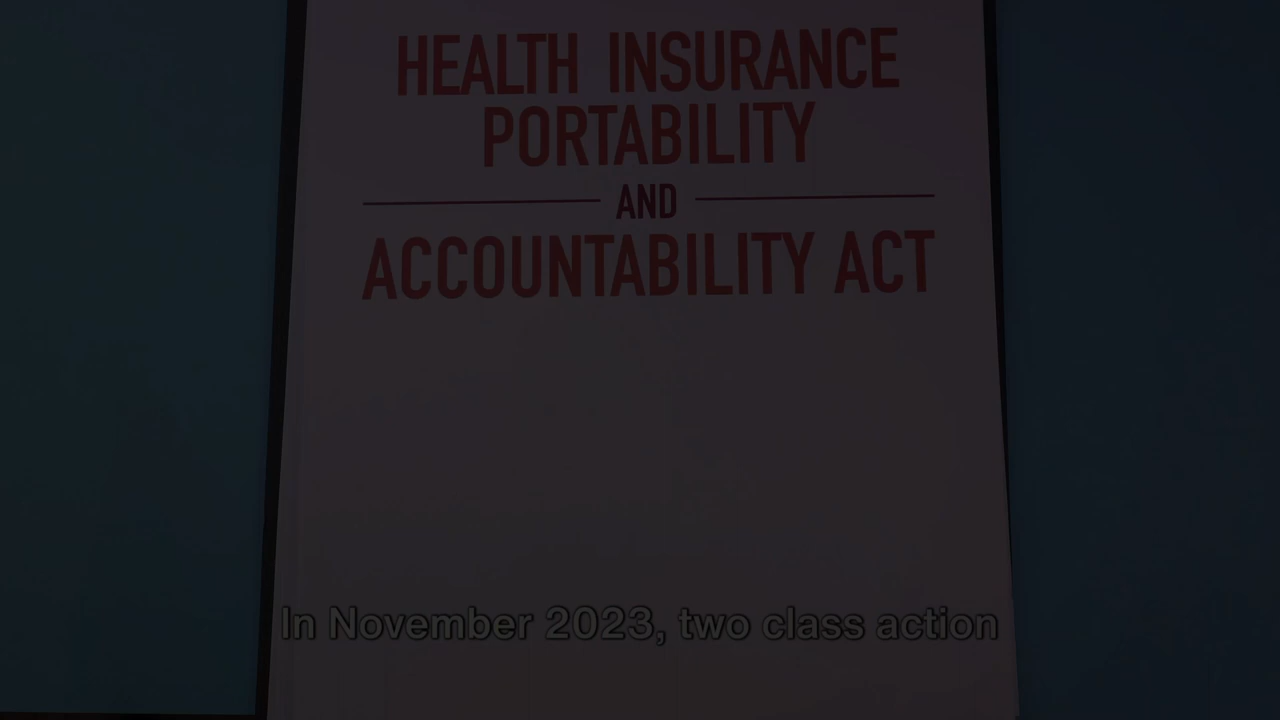 HEALTH INSURANCE
PORTABILITY
AND
ACCOUNTABILITY ACT
In November 2023, two class action